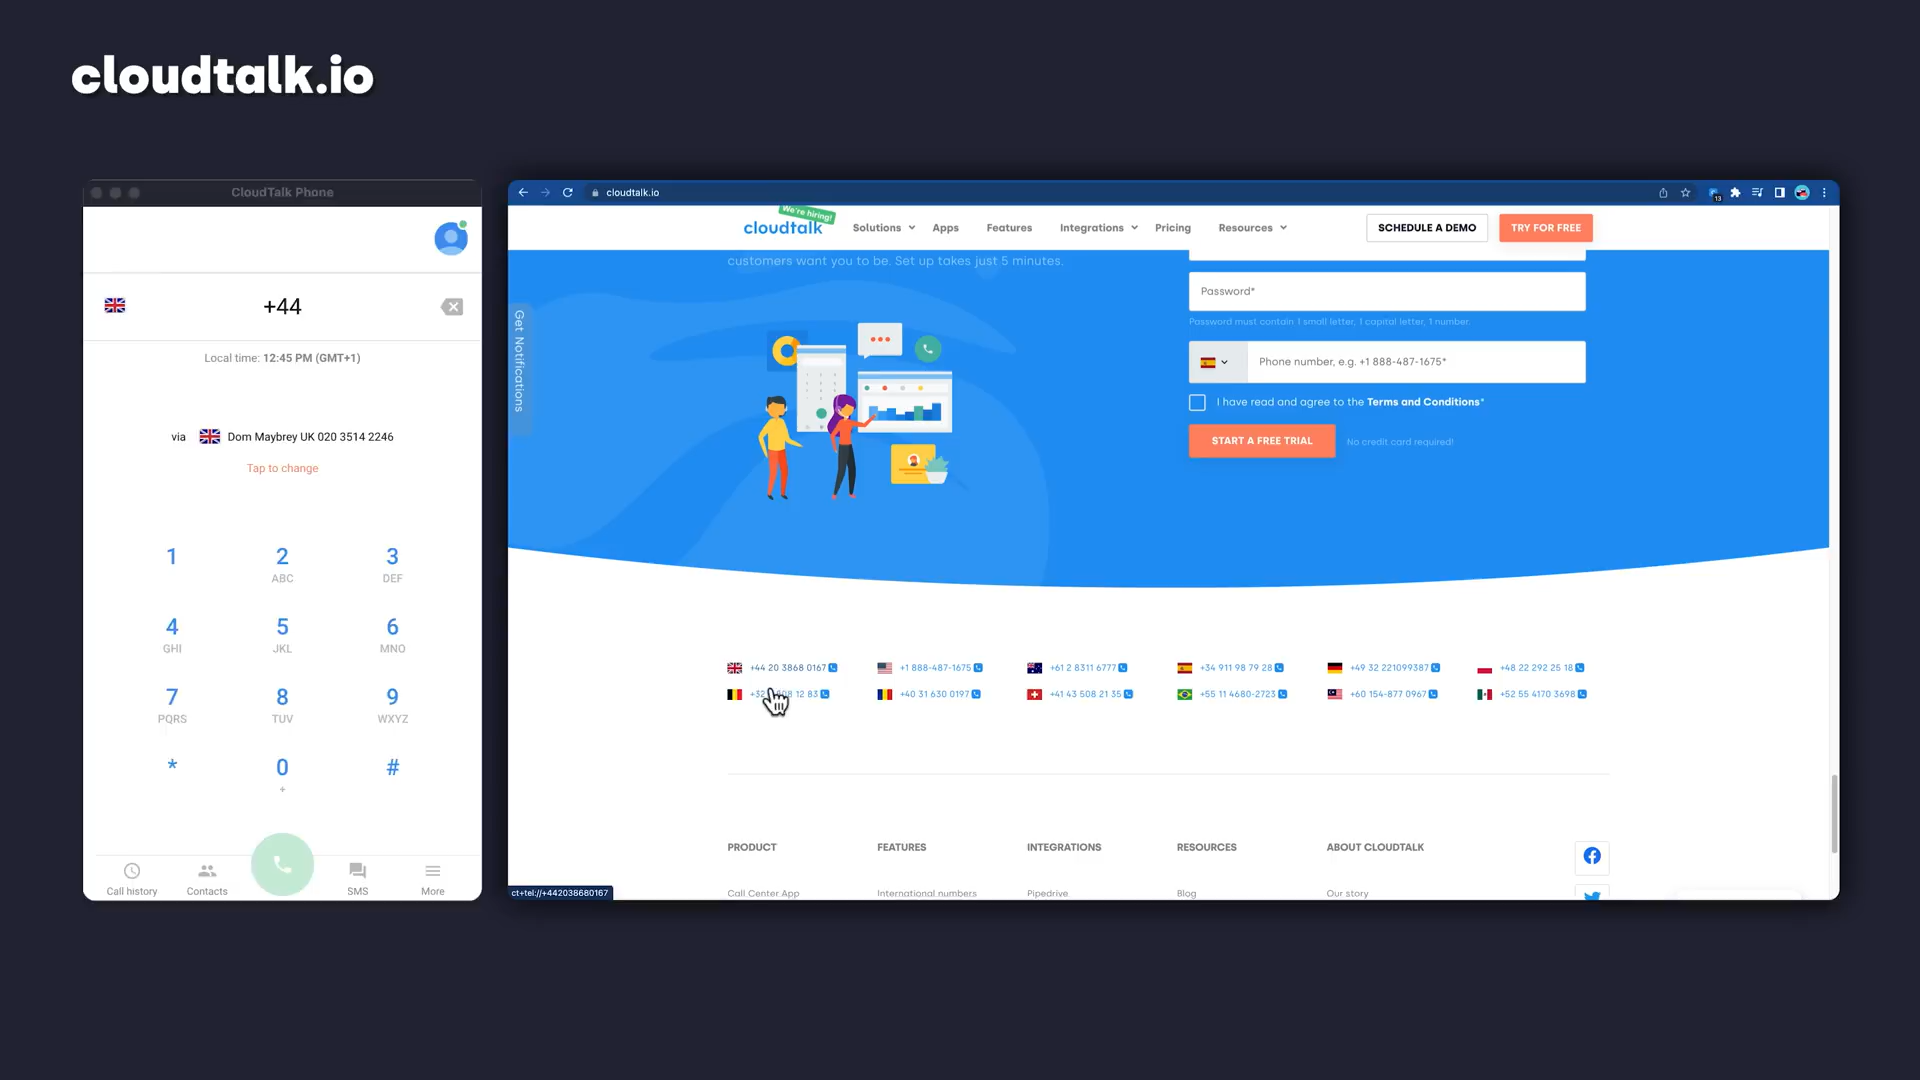 cloudtalk.io
CloudTalk Phone
+44
Local time: 12:45 PM (GMT+1)
via Dom Maybrey UK 020 3514 2246
Tap to change
1 2 3
ABC DEF
4 5 6
GHI JKL MNO
7 8 9
PQRS TUV WXYZ
* 0 #
+
Call history Contacts SMS More
cloudtalk.io
13
We're hiring!
cloudtalk Solutions Apps Features Integrations Pricing Resources SCHEDULE A DEMO TRY FOR FREE
customers want you to be. Set up takes just 5 minutes.
Get Notifications
Password*
Password must contain 1 small letter, 1 capital letter, 1 number.
Phone number, e.g. +1 888-487-1675*
I have read and agree to the Terms and Conditions*
START A FREE TRIAL No credit card required!
+44 20 3868 0167 +1 888-487-1675 +61 2 8311 6777 +34 911 98 79 28 +49 32 221099387 +48 22 292 25 18
+32 08 12 83 +40 31 630 0197 +41 43 508 21 35 +55 11 4680-2723 +60 154-877 0967 +52 55 4170 3698
PRODUCT FEATURES INTEGRATIONS RESOURCES ABOUT CLOUDTALK
Call Center App International numbers Pipedrive Blog Our story
ct+tel://+442038680167